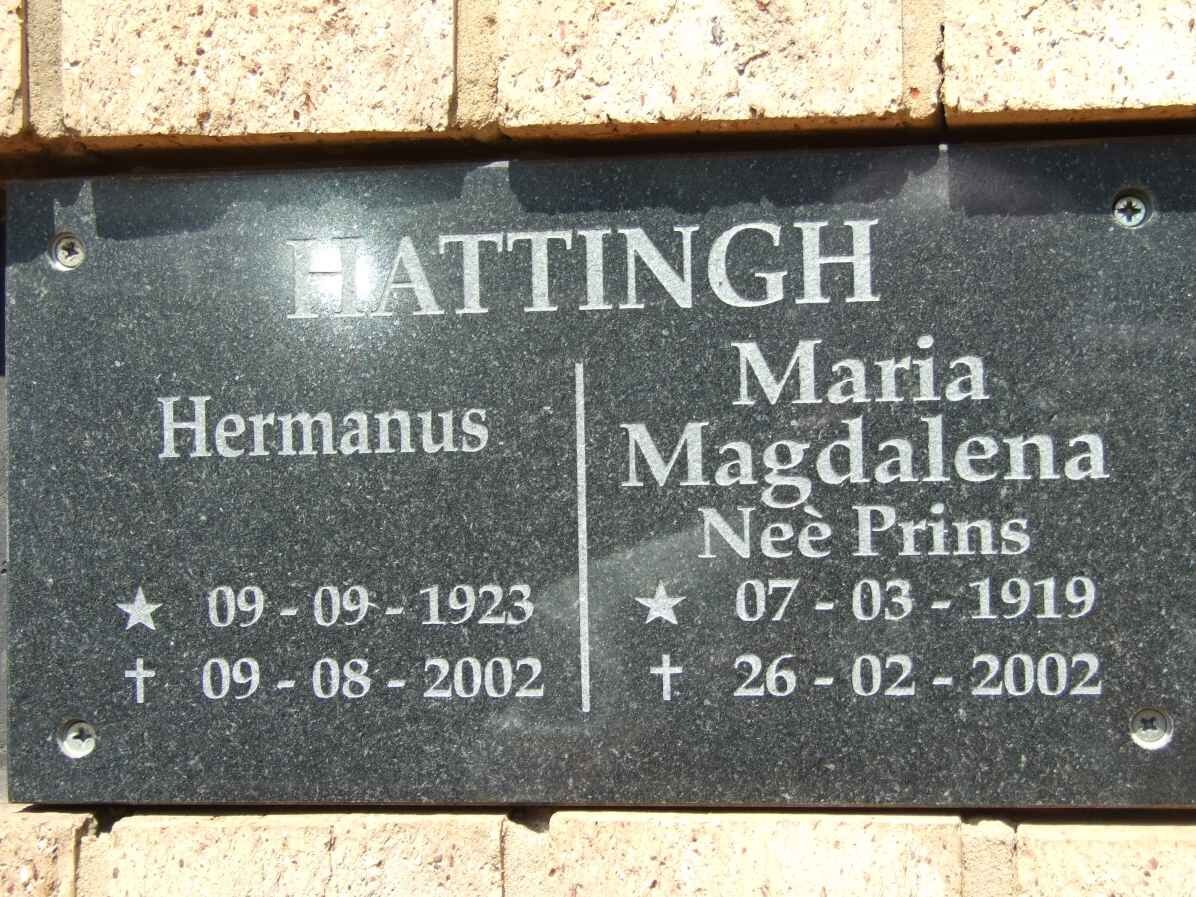 HATTINGH
Hermanus
★ 09 - 09 - 1923
✝ 09 - 08 - 2002
Maria
Magdalena
Neè Prins
★ 07 - 03 - 1919
✝ 26 - 02 - 2002